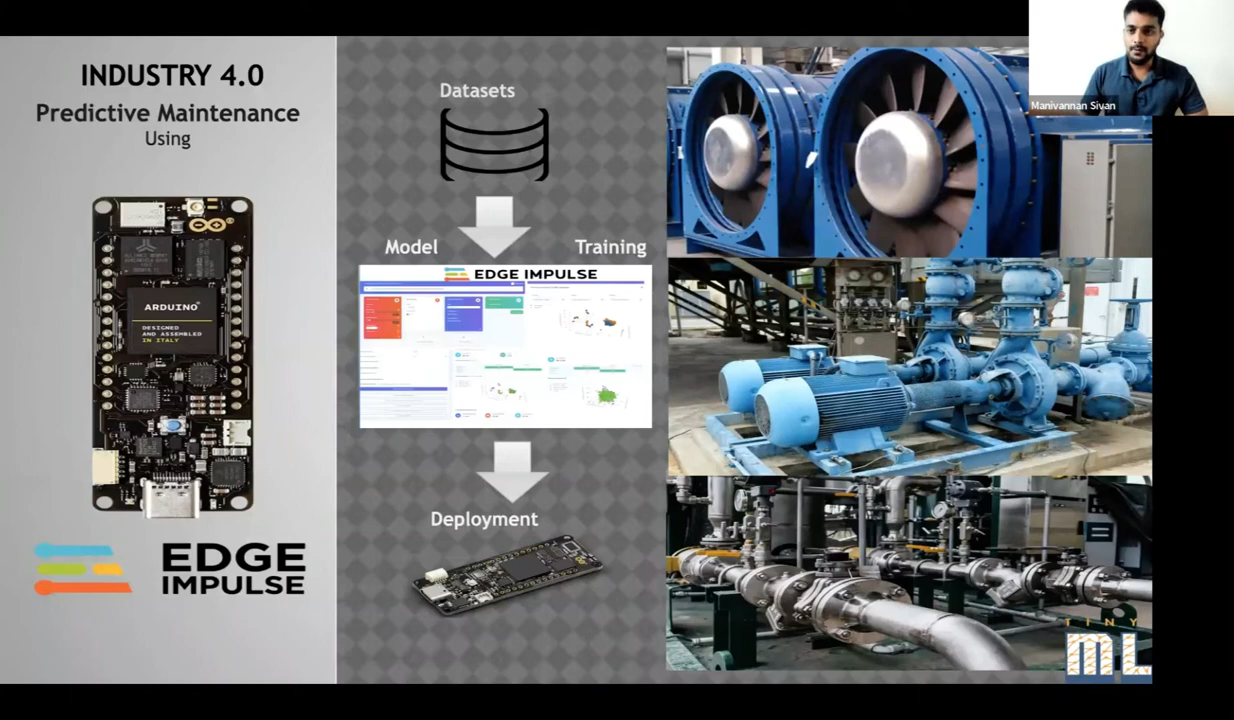 INDUSTRY 4.0
Predictive Maintenance
Using
ARDUINO
DESIGNED
AND ASSEMBLED
IN ITALY
EDGE
IMPULSE
Datasets
Model
Training
EDGE IMPULSE
Deployment
Manivannan Sivan
TINY
ML